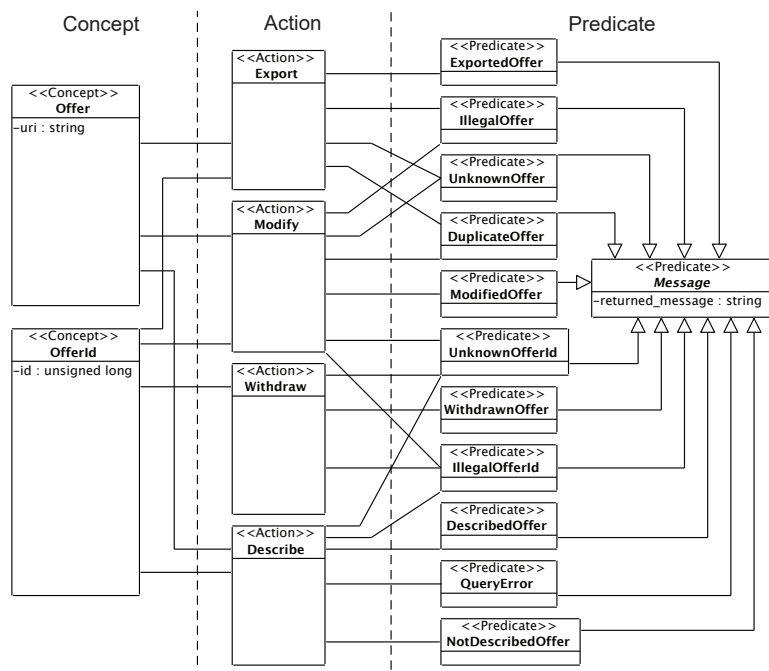 Concept
Action
Predicate
<<Concept>>
Offer
-uri : string
<<Concept>>
OfferId
-id : unsigned long
<<Action>>
Export
<<Action>>
Modify
<<Action>>
Withdraw
<<Action>>
Describe
<<Predicate>>
ExportedOffer
<<Predicate>>
IllegalOffer
<<Predicate>>
UnknownOffer
<<Predicate>>
DuplicateOffer
<<Predicate>>
ModifiedOffer
<<Predicate>>
UnknownOfferId
<<Predicate>>
WithdrawnOffer
<<Predicate>>
IllegalOfferId
<<Predicate>>
DescribedOffer
<<Predicate>>
QueryError
<<Predicate>>
NotDescribedOffer
<<Predicate>>
Message
-returned_message : string